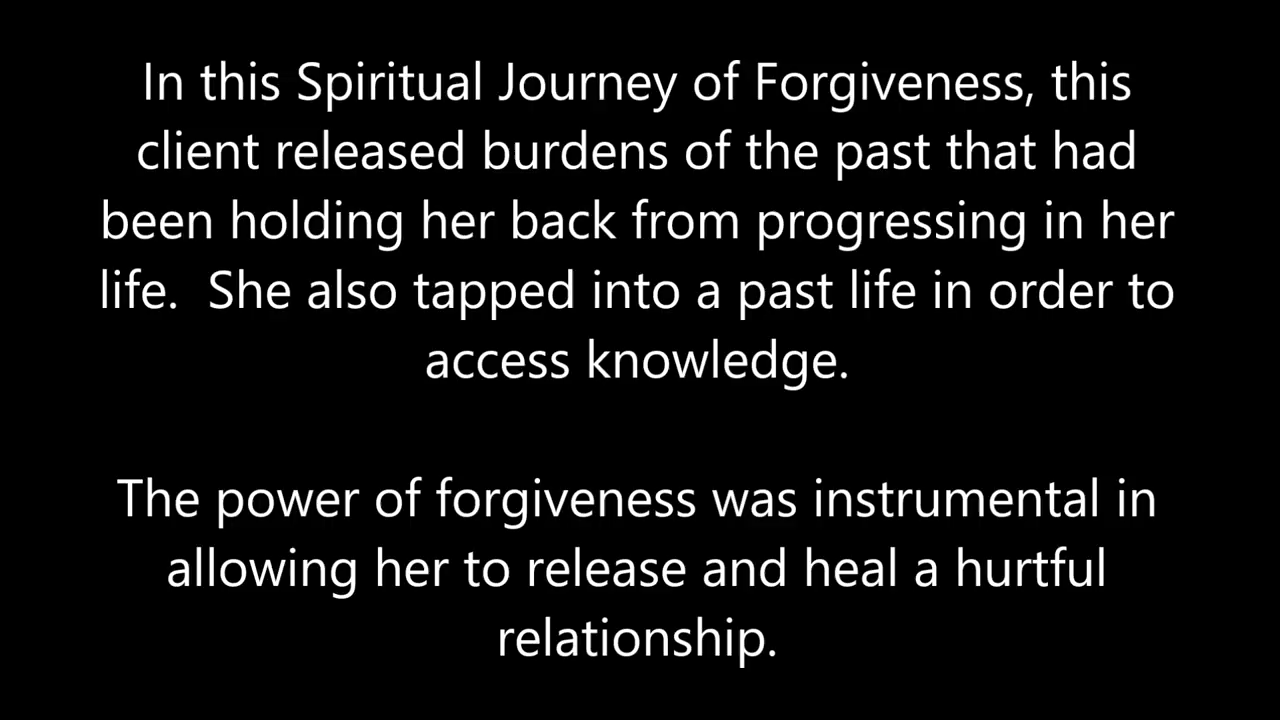 In this Spiritual Journey of Forgiveness, this
client released burdens of the past that had
been holding her back from progressing in her
life.  She also tapped into a past life in order to
access knowledge.
The power of forgiveness was instrumental in
allowing her to release and heal a hurtful
relationship.